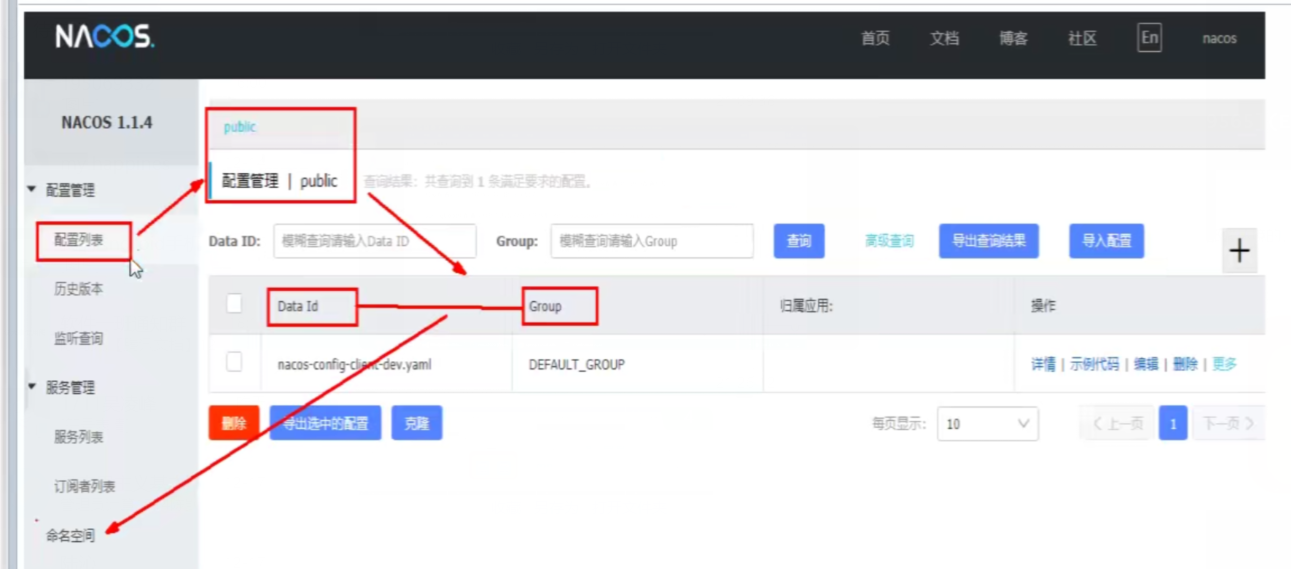 NACOS.
首页 文档 博客 社区 En nacos
NACOS 1.1.4
public
配置管理
配置管理 | public 查询结果：共查询到 1 条满足要求的配置。
配置列表
Data ID: 模糊查询请输入Data ID Group: 模糊查询请输入Group 查询 高级查询 导出查询结果 导入配置 +
历史版本
Data Id Group 归属应用: 操作
监听查询
nacos-config-client-dev.yaml DEFAULT_GROUP 详情 | 示例代码 | 编辑 | 删除 | 更多
服务管理
删除 导出选中的配置 克隆 每页显示: 10 上一页 1 下一页
服务列表
订阅者列表
命名空间